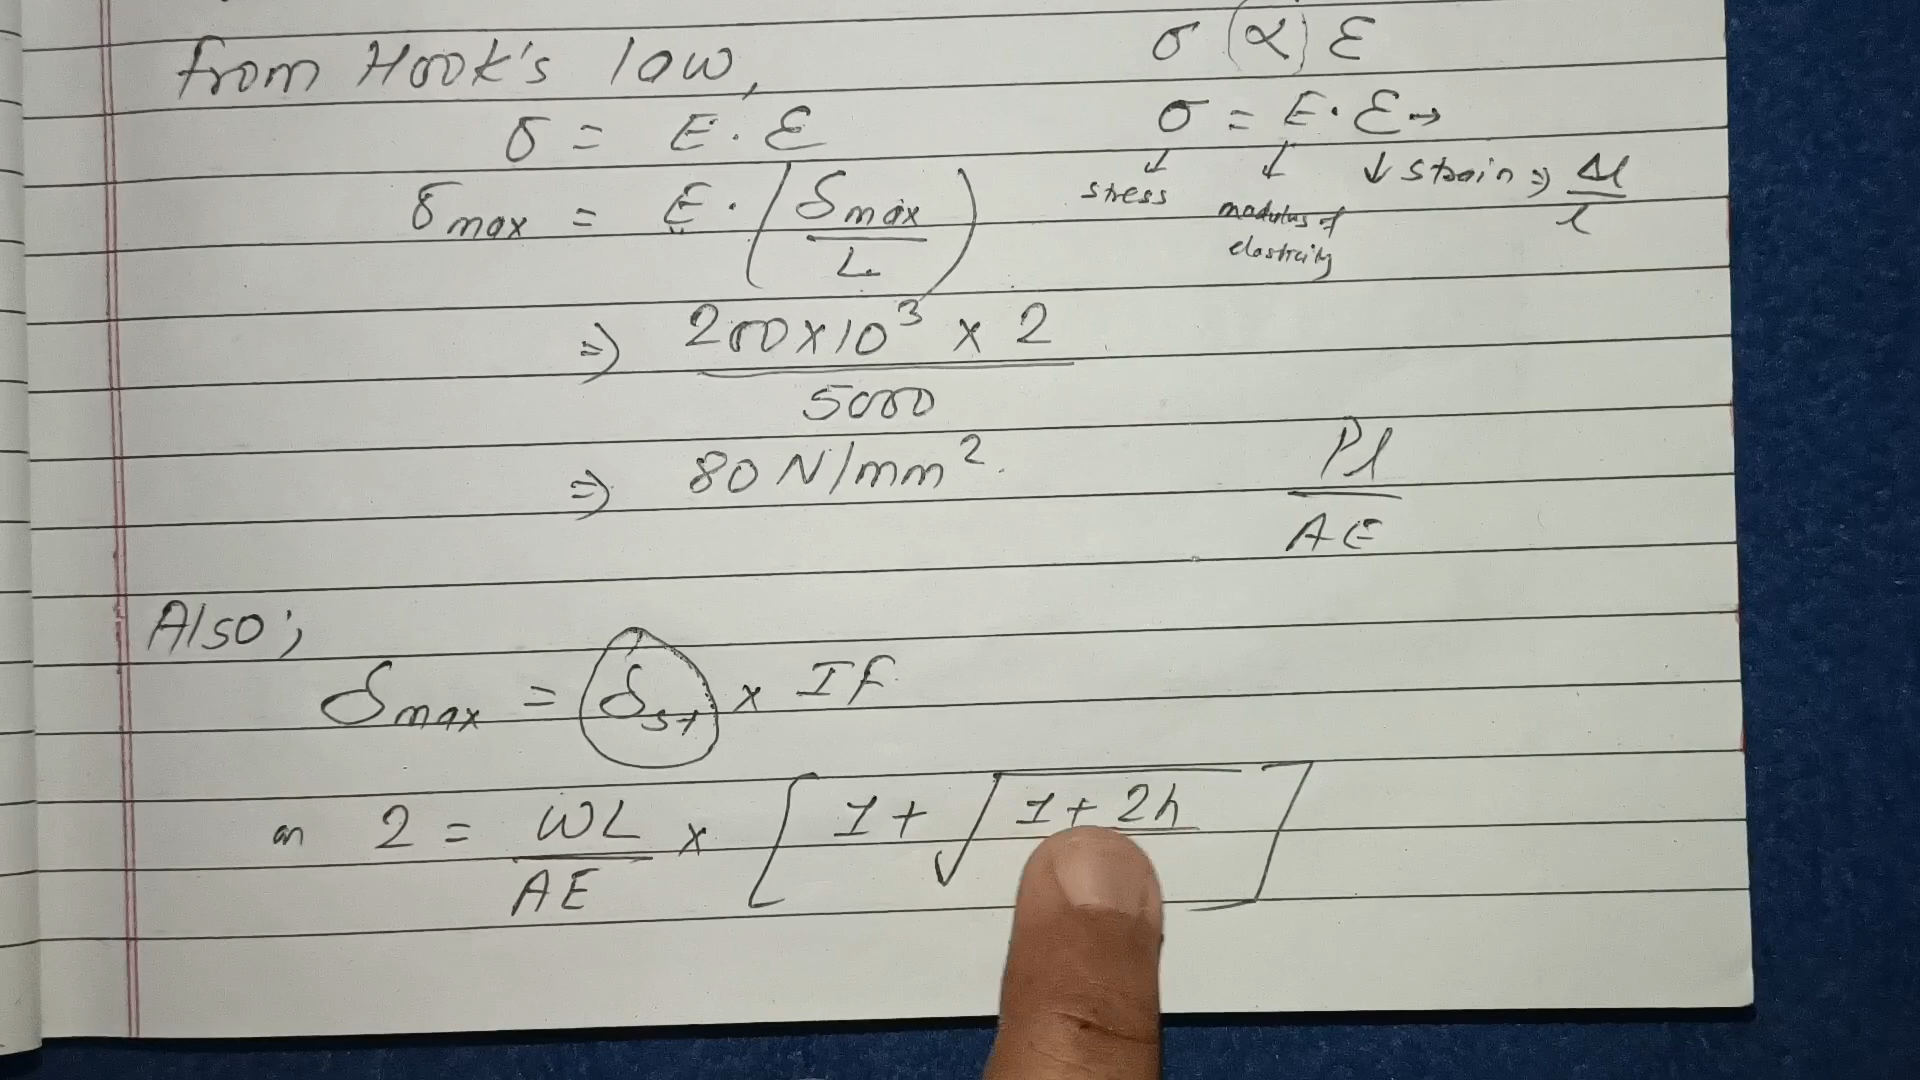 from Hook's law,
σ = E . ε
σmax = E . (δmax / L)
⇒ 200×10³ × 2 / 5000
⇒ 80 N/mm².
σ (α) ε
σ = E . ε →
↓ stress ↓ modulus of elasticity ↓ strain ⇒ Δl / l
Pl / AE
Also;
δmax = δst × If
or 2 = WL / AE × [ 1 + √ 1 + 2h ]